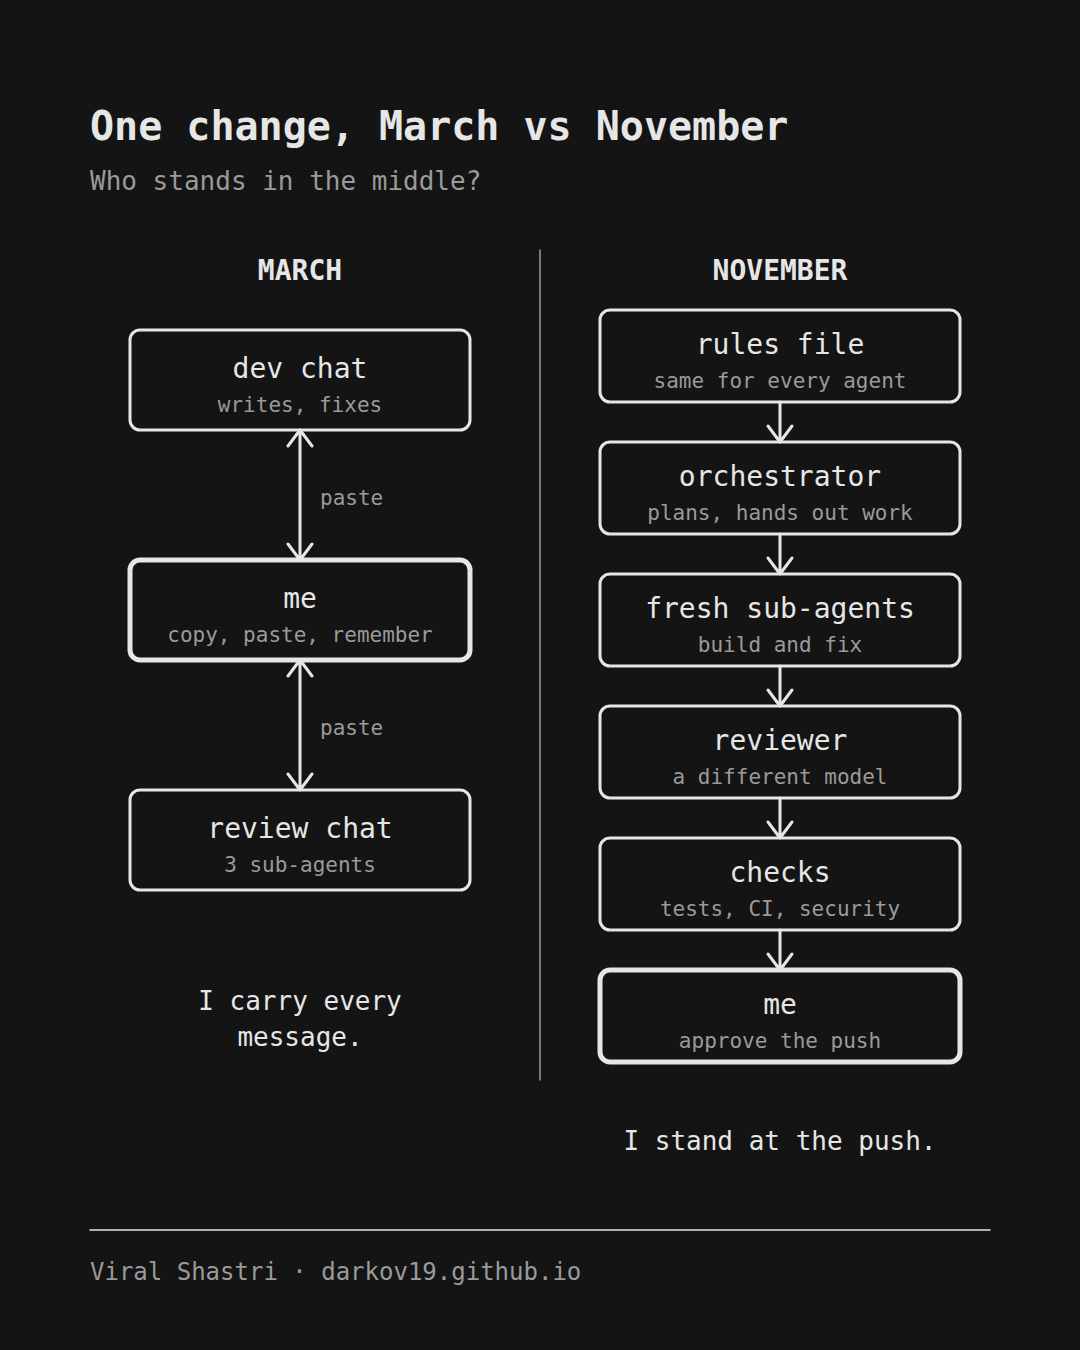 One change, March vs November
Who stands in the middle?
MARCH
dev chat
writes, fixes
paste
me
copy, paste, remember
paste
review chat
3 sub-agents
I carry every
message.
NOVEMBER
rules file
same for every agent
orchestrator
plans, hands out work
fresh sub-agents
build and fix
reviewer
a different model
checks
tests, CI, security
me
approve the push
I stand at the push.
Viral Shastri · darkov19.github.io